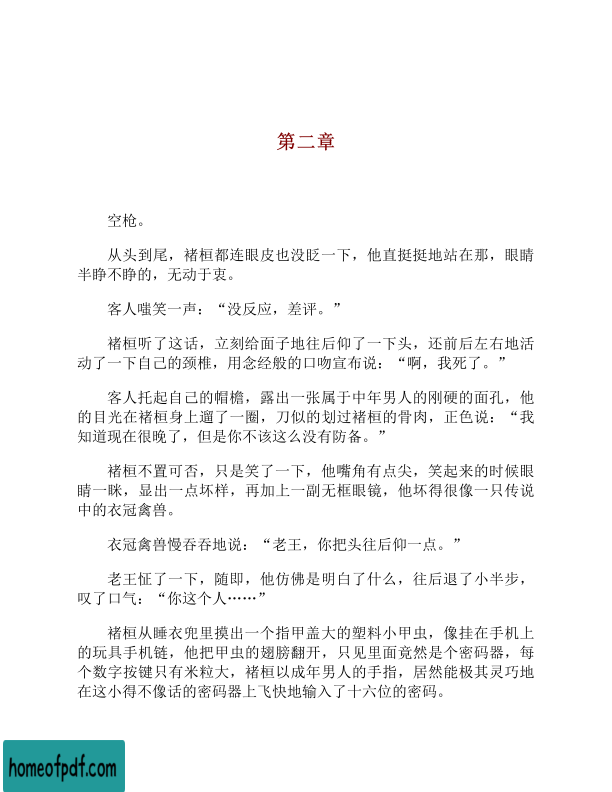 第二章
空枪。
从头到尾，褚桓都连眼皮也没眨一下，他直挺挺地站在那，眼睛
半睁不睁的，无动于衷。
客人嗤笑一声：“没反应，差评。”
褚桓听了这话，立刻给面子地往后仰了一下头，还前后左右地活
动了一下自己的颈椎，用念经般的口吻宣布说：“啊，我死了。”
客人托起自己的帽檐，露出一张属于中年男人的刚硬的面孔，他
的目光在褚桓身上遛了一圈，刀似的划过褚桓的骨肉，正色说：“我
知道现在很晚了，但是你不该这么没有防备。”
褚桓不置可否，只是笑了一下，他嘴角有点尖，笑起来的时候眼
睛一眯，显出一点坏样，再加上一副无框眼镜，他坏得很像一只传说
中的衣冠禽兽。
衣冠禽兽慢吞吞地说：“老王，你把头往后仰一点。”
老王怔了一下，随即，他仿佛是明白了什么，往后退了小半步，
叹了口气：“你这个人……”
褚桓从睡衣兜里摸出一个指甲盖大的塑料小甲虫，像挂在手机上
的玩具手机链，他把甲虫的翅膀翻开，只见里面竟然是个密码器，每
个数字按键只有米粒大，褚桓以成年男人的手指，居然能极其灵巧地
在这小得不像话的密码器上飞快地输入了十六位的密码。
homeofpdf.com